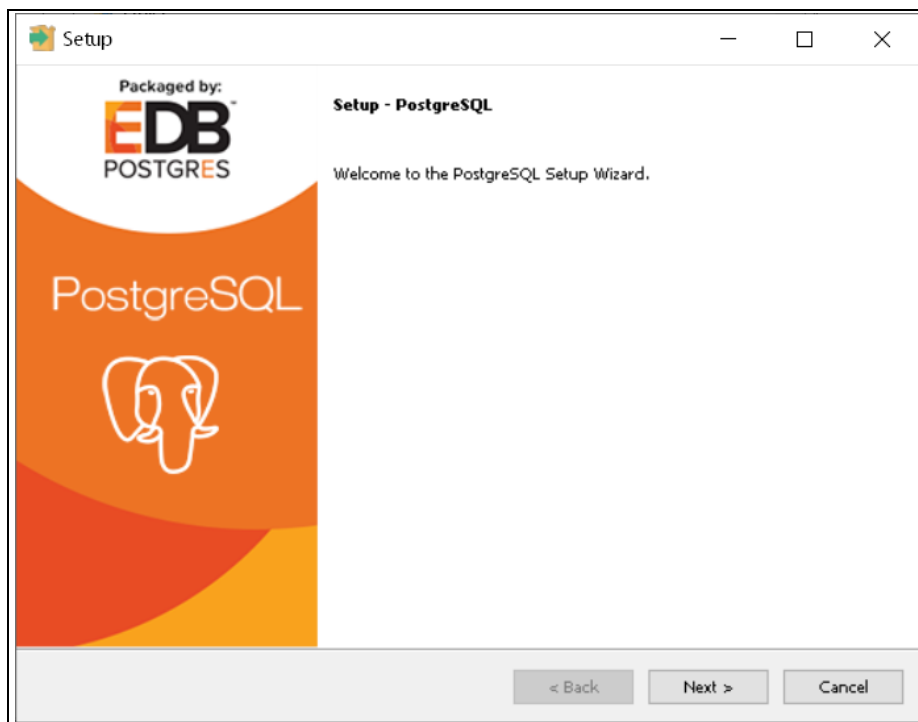 Setup
Packaged by:
EDB
POSTGRES
Setup - PostgreSQL
Welcome to the PostgreSQL Setup Wizard.
PostgreSQL
< Back
Next >
Cancel